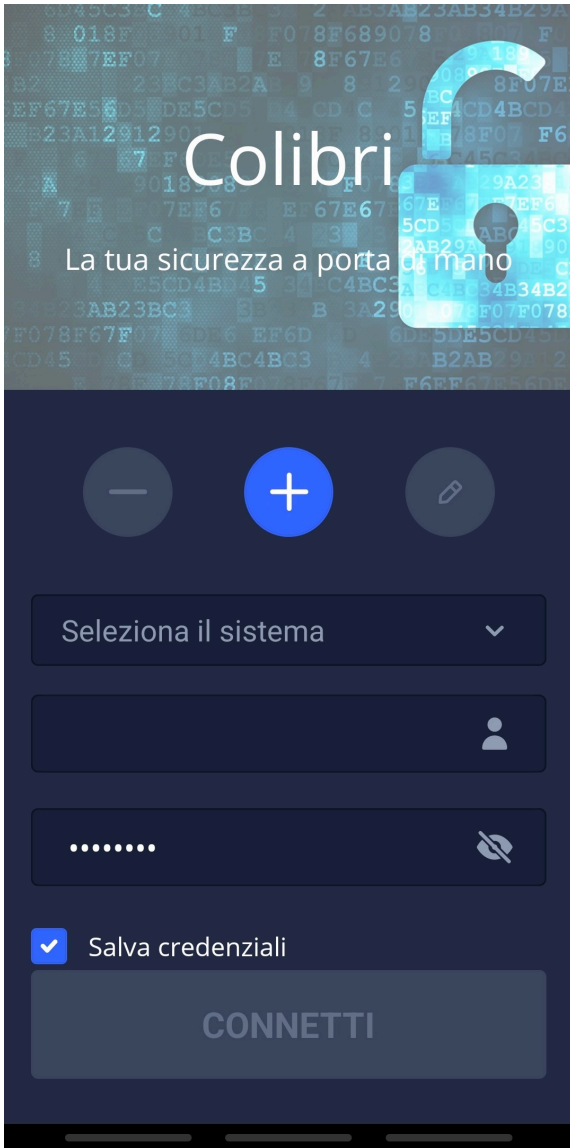 Colibri
La tua sicurezza a porta di mano
Seleziona il sistema
••••••••
Salva credenziali
CONNETTI